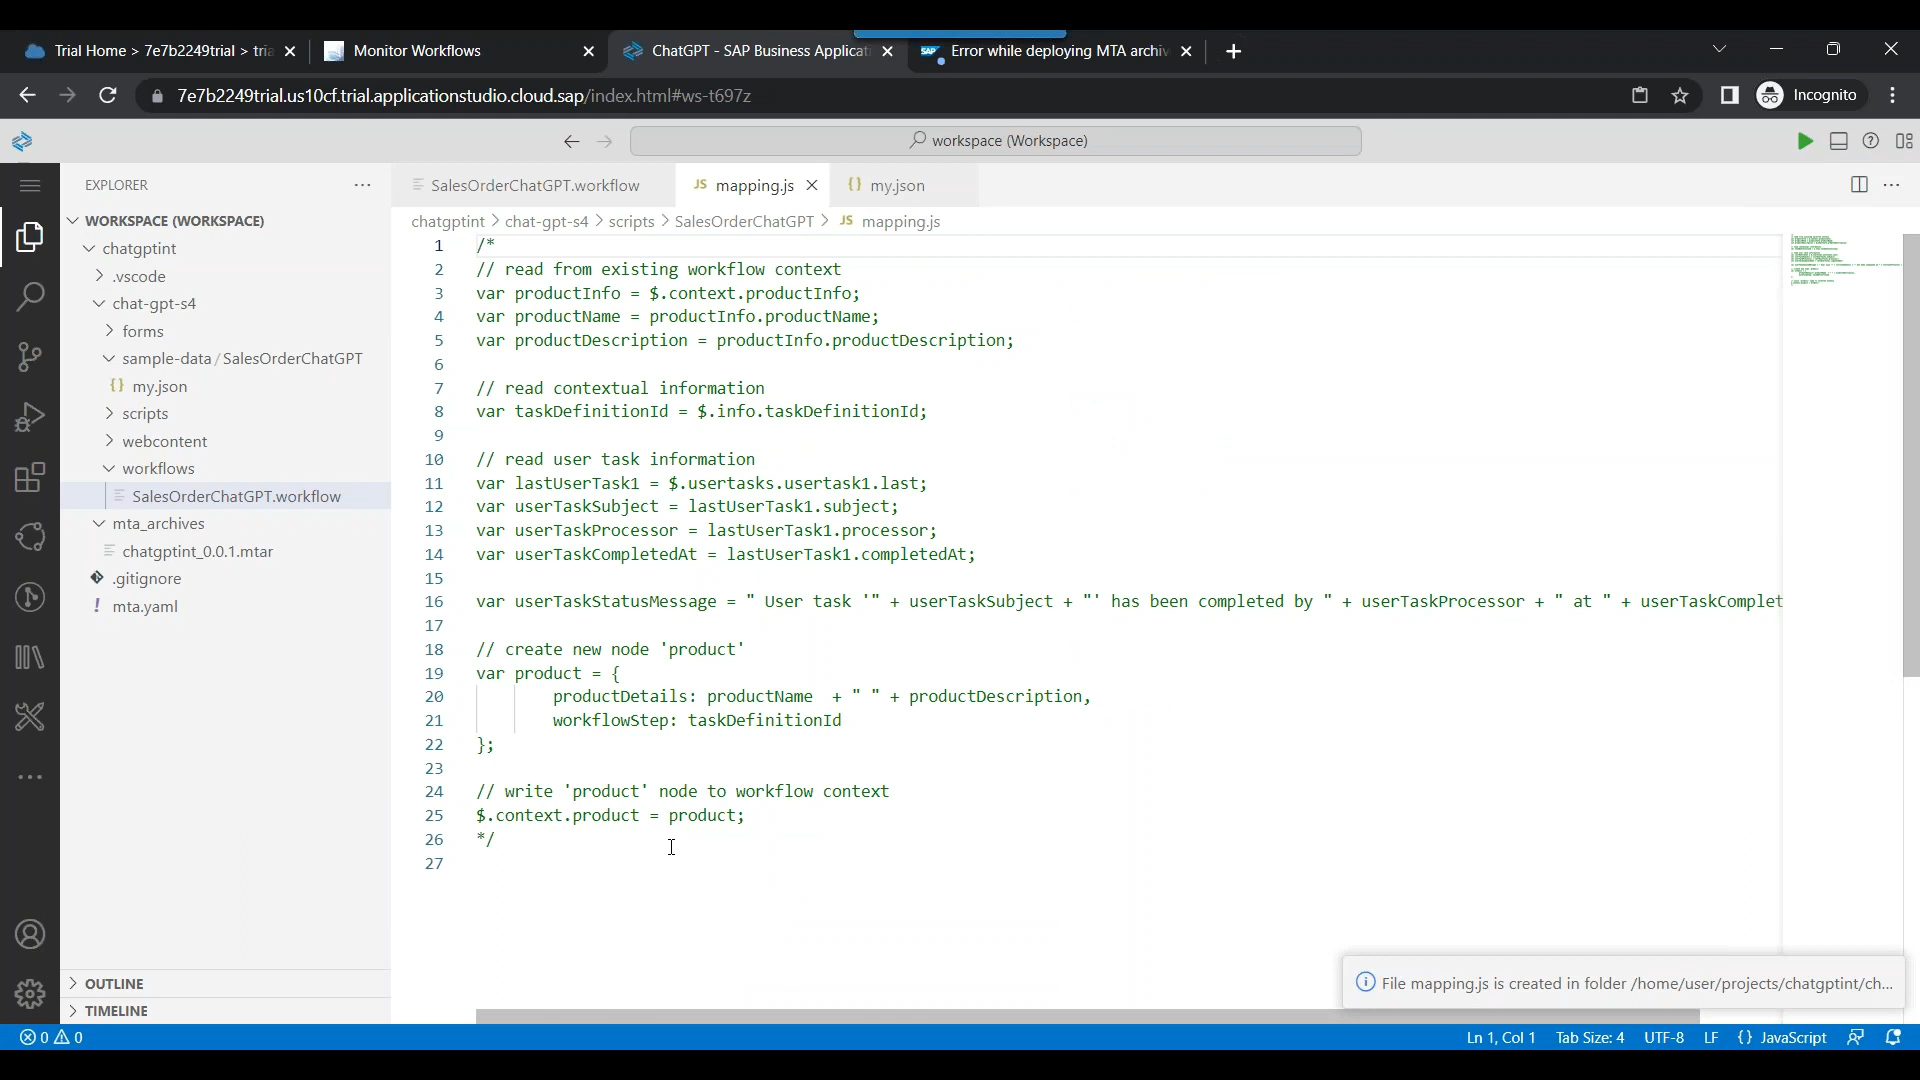 Trial Home > 7e7b2249trial > tria
Monitor Workflows
ChatGPT - SAP Business Applicat
SAP
Error while deploying MTA archiv
7e7b2249trial.us10cf.trial.applicationstudio.cloud.sap/index.html#ws-t697z
Incognito
workspace (Workspace)
EXPLORER
SalesOrderChatGPT.workflow
JS mapping.js
{} my.json
WORKSPACE (WORKSPACE)
chatgptint > chat-gpt-s4 > scripts > SalesOrderChatGPT > JS mapping.js
chatgptint
.vscode
chat-gpt-s4
forms
sample-data / SalesOrderChatGPT
{} my.json
scripts
webcontent
workflows
SalesOrderChatGPT.workflow
mta_archives
chatgptint_0.0.1.mtar
.gitignore
! mta.yaml
OUTLINE
TIMELINE
1 /*
2 // read from existing workflow context
3 var productInfo = $.context.productInfo;
4 var productName = productInfo.productName;
5 var productDescription = productInfo.productDescription;
6
7 // read contextual information
8 var taskDefinitionId = $.info.taskDefinitionId;
9
10 // read user task information
11 var lastUserTask1 = $.usertasks.usertask1.last;
12 var userTaskSubject = lastUserTask1.subject;
13 var userTaskProcessor = lastUserTask1.processor;
14 var userTaskCompletedAt = lastUserTask1.completedAt;
15
16 var userTaskStatusMessage = " User task '" + userTaskSubject + "' has been completed by " + userTaskProcessor + " at " + userTaskComplet
17
18 // create new node 'product'
19 var product = {
20 productDetails: productName + " " + productDescription,
21 workflowStep: taskDefinitionId
22 };
23
24 // write 'product' node to workflow context
25 $.context.product = product;
26 */
27
File mapping.js is created in folder /home/user/projects/chatgptint/ch...
0 0
Ln 1, Col 1
Tab Size: 4
UTF-8
LF
{} JavaScript